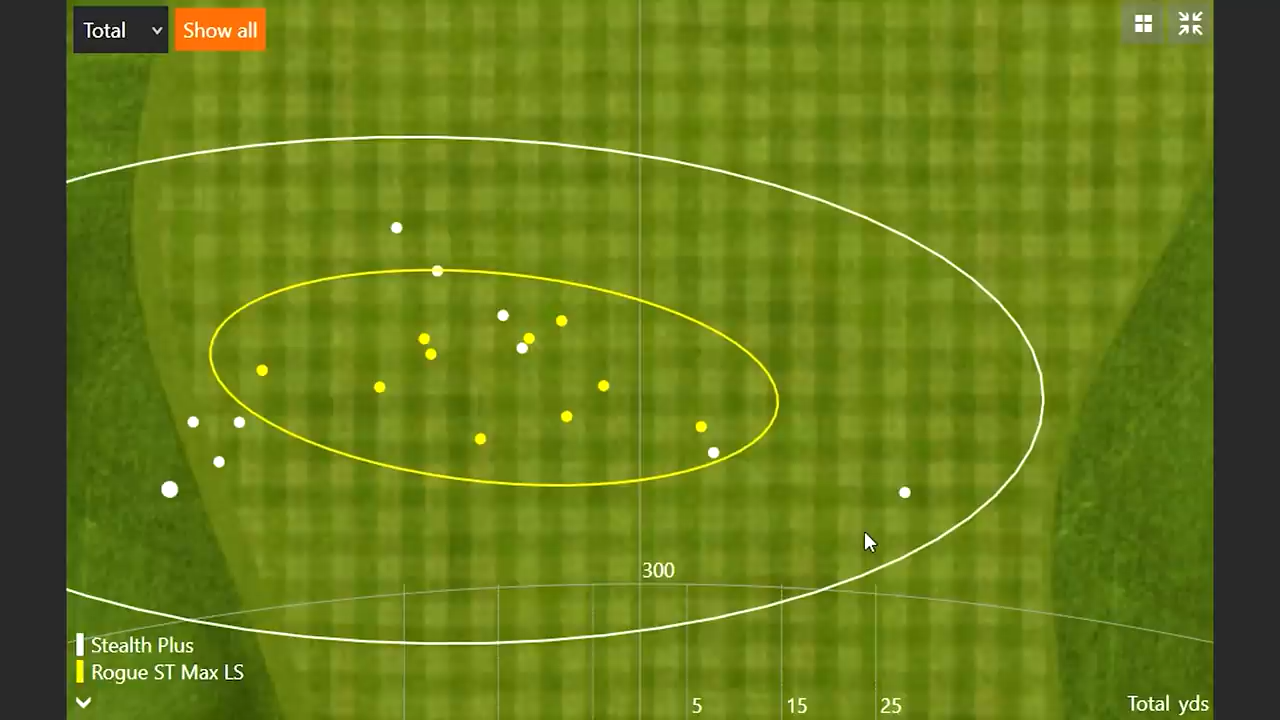 Total
Show all
300
Stealth Plus
Rogue ST Max LS
5 15 25
Total yds